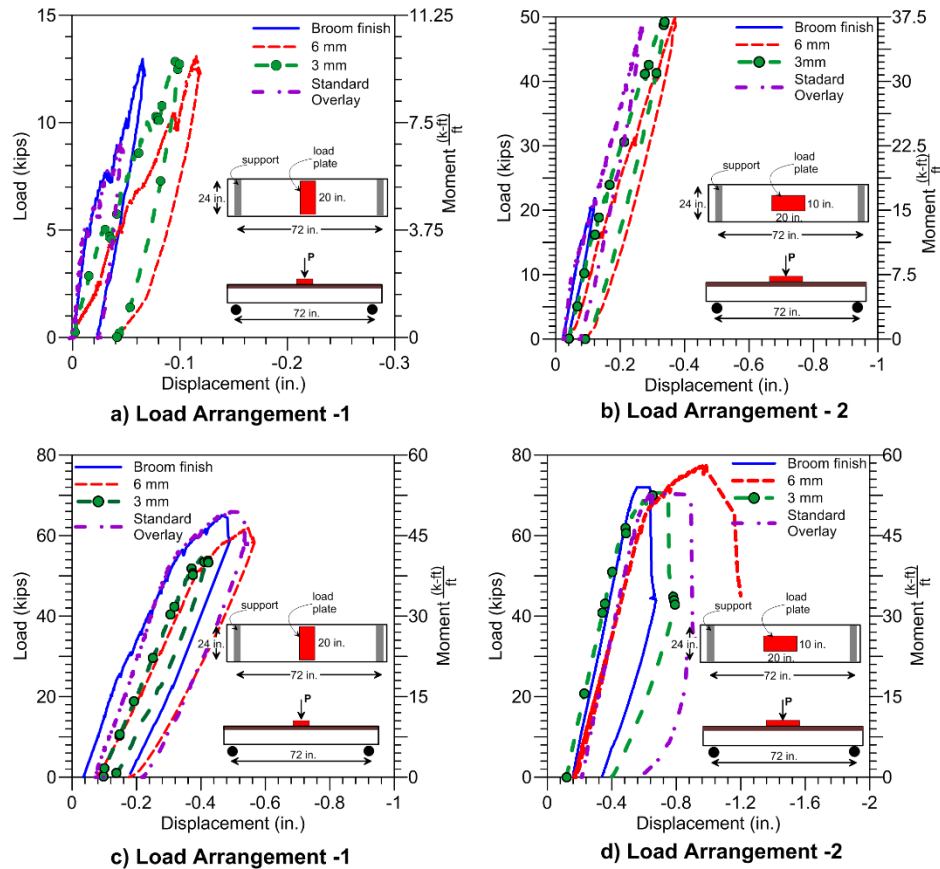 15
10
5
0
Load (kips)
11.25
7.5
3.75
0
Moment (k-ft)/ft
Broom finish
6 mm
3 mm
Standard
Overlay
support
load
plate
24 in.
20 in.
72 in.
P
72 in.
0
-0.1
-0.2
-0.3
Displacement (in.)
a) Load Arrangement -1
50
40
30
20
10
0
Load (kips)
37.5
30
22.5
15
7.5
0
Moment (k-ft)/ft
Broom finish
6 mm
3mm
Stadard
Overlay
support
load
plate
24 in.
10 in.
20 in.
72 in.
P
72 in.
0
-0.2
-0.4
-0.6
-0.8
-1
Displacement (in.)
b) Load Arrangement - 2
80
60
40
20
0
Load (kips)
60
45
30
15
0
Moment (k-ft)/ft
Broom finish
6 mm
3 mm
Standard
Overlay
support
load
plate
24 in.
20 in.
72 in.
P
72 in.
0
-0.2
-0.4
-0.6
-0.8
-1
Displacement (in.)
c) Load Arrangement -1
80
60
40
20
0
Load (kips)
60
45
30
15
0
Moment (k-ft)/ft
Broom finish
6 mm
3 mm
Standard
Overlay
support
load
plate
24 in.
10 in.
20 in.
72 in.
P
72 in.
0
-0.4
-0.8
-1.2
-1.6
-2
Displacement (in.)
d) Load Arrangement -2